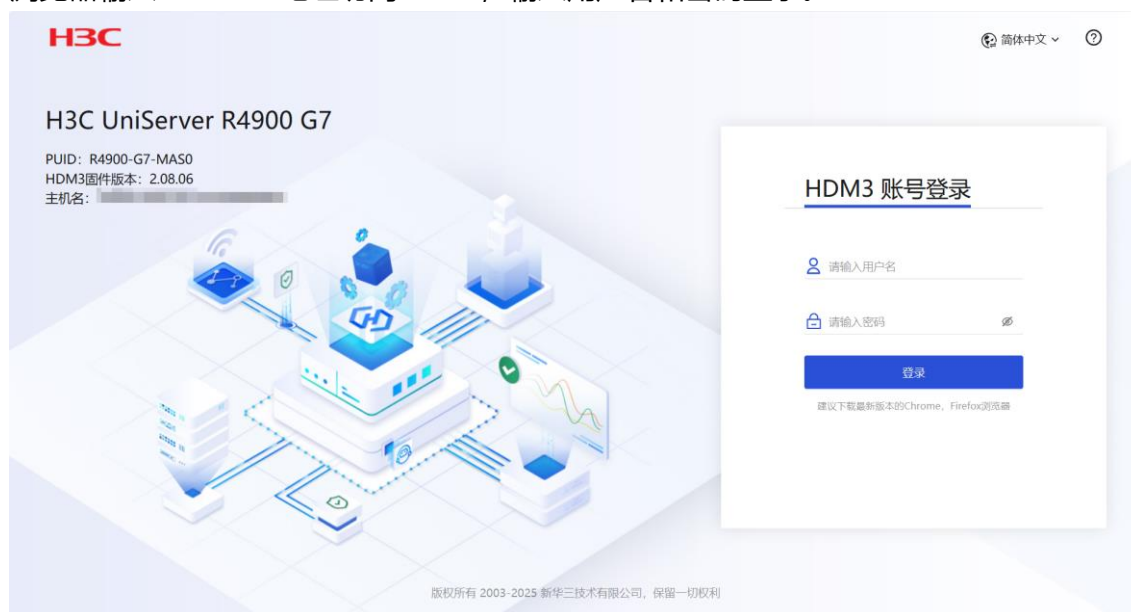 H3C
简体中文
H3C UniServer R4900 G7
PUID：R4900-G7-MAS0
HDM3固件版本：2.08.06
主机名：
HDM3 账号登录
请输入用户名
请输入密码
登录
建议下载最新版本的Chrome，Firefox浏览器
版权所有 2003-2025 新华三技术有限公司，保留一切权利